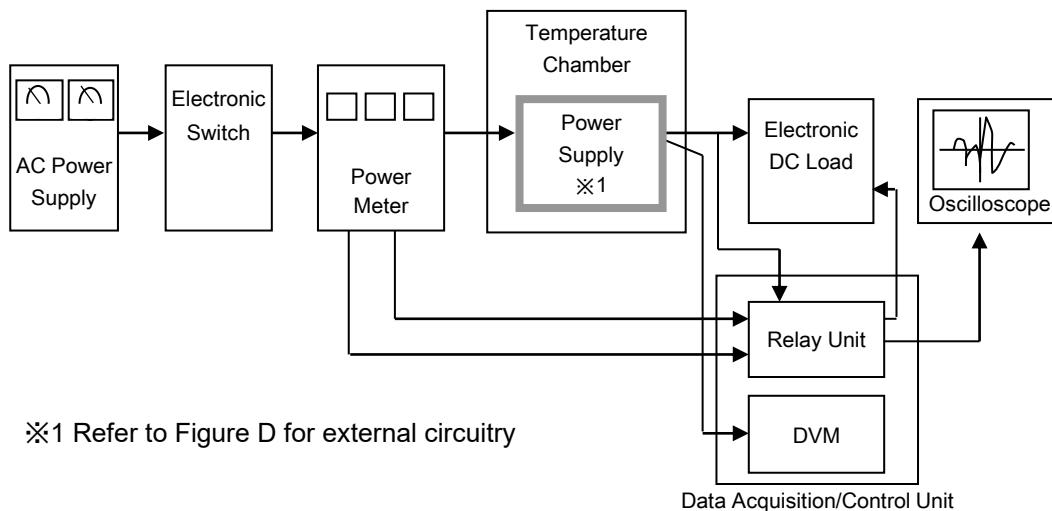 AC Power
Supply
Electronic
Switch
Power
Meter
Temperature
Chamber
Power
Supply
※1
Electronic
DC Load
Oscilloscope
Relay Unit
DVM
Data Acquisition/Control Unit
※1 Refer to Figure D for external circuitry